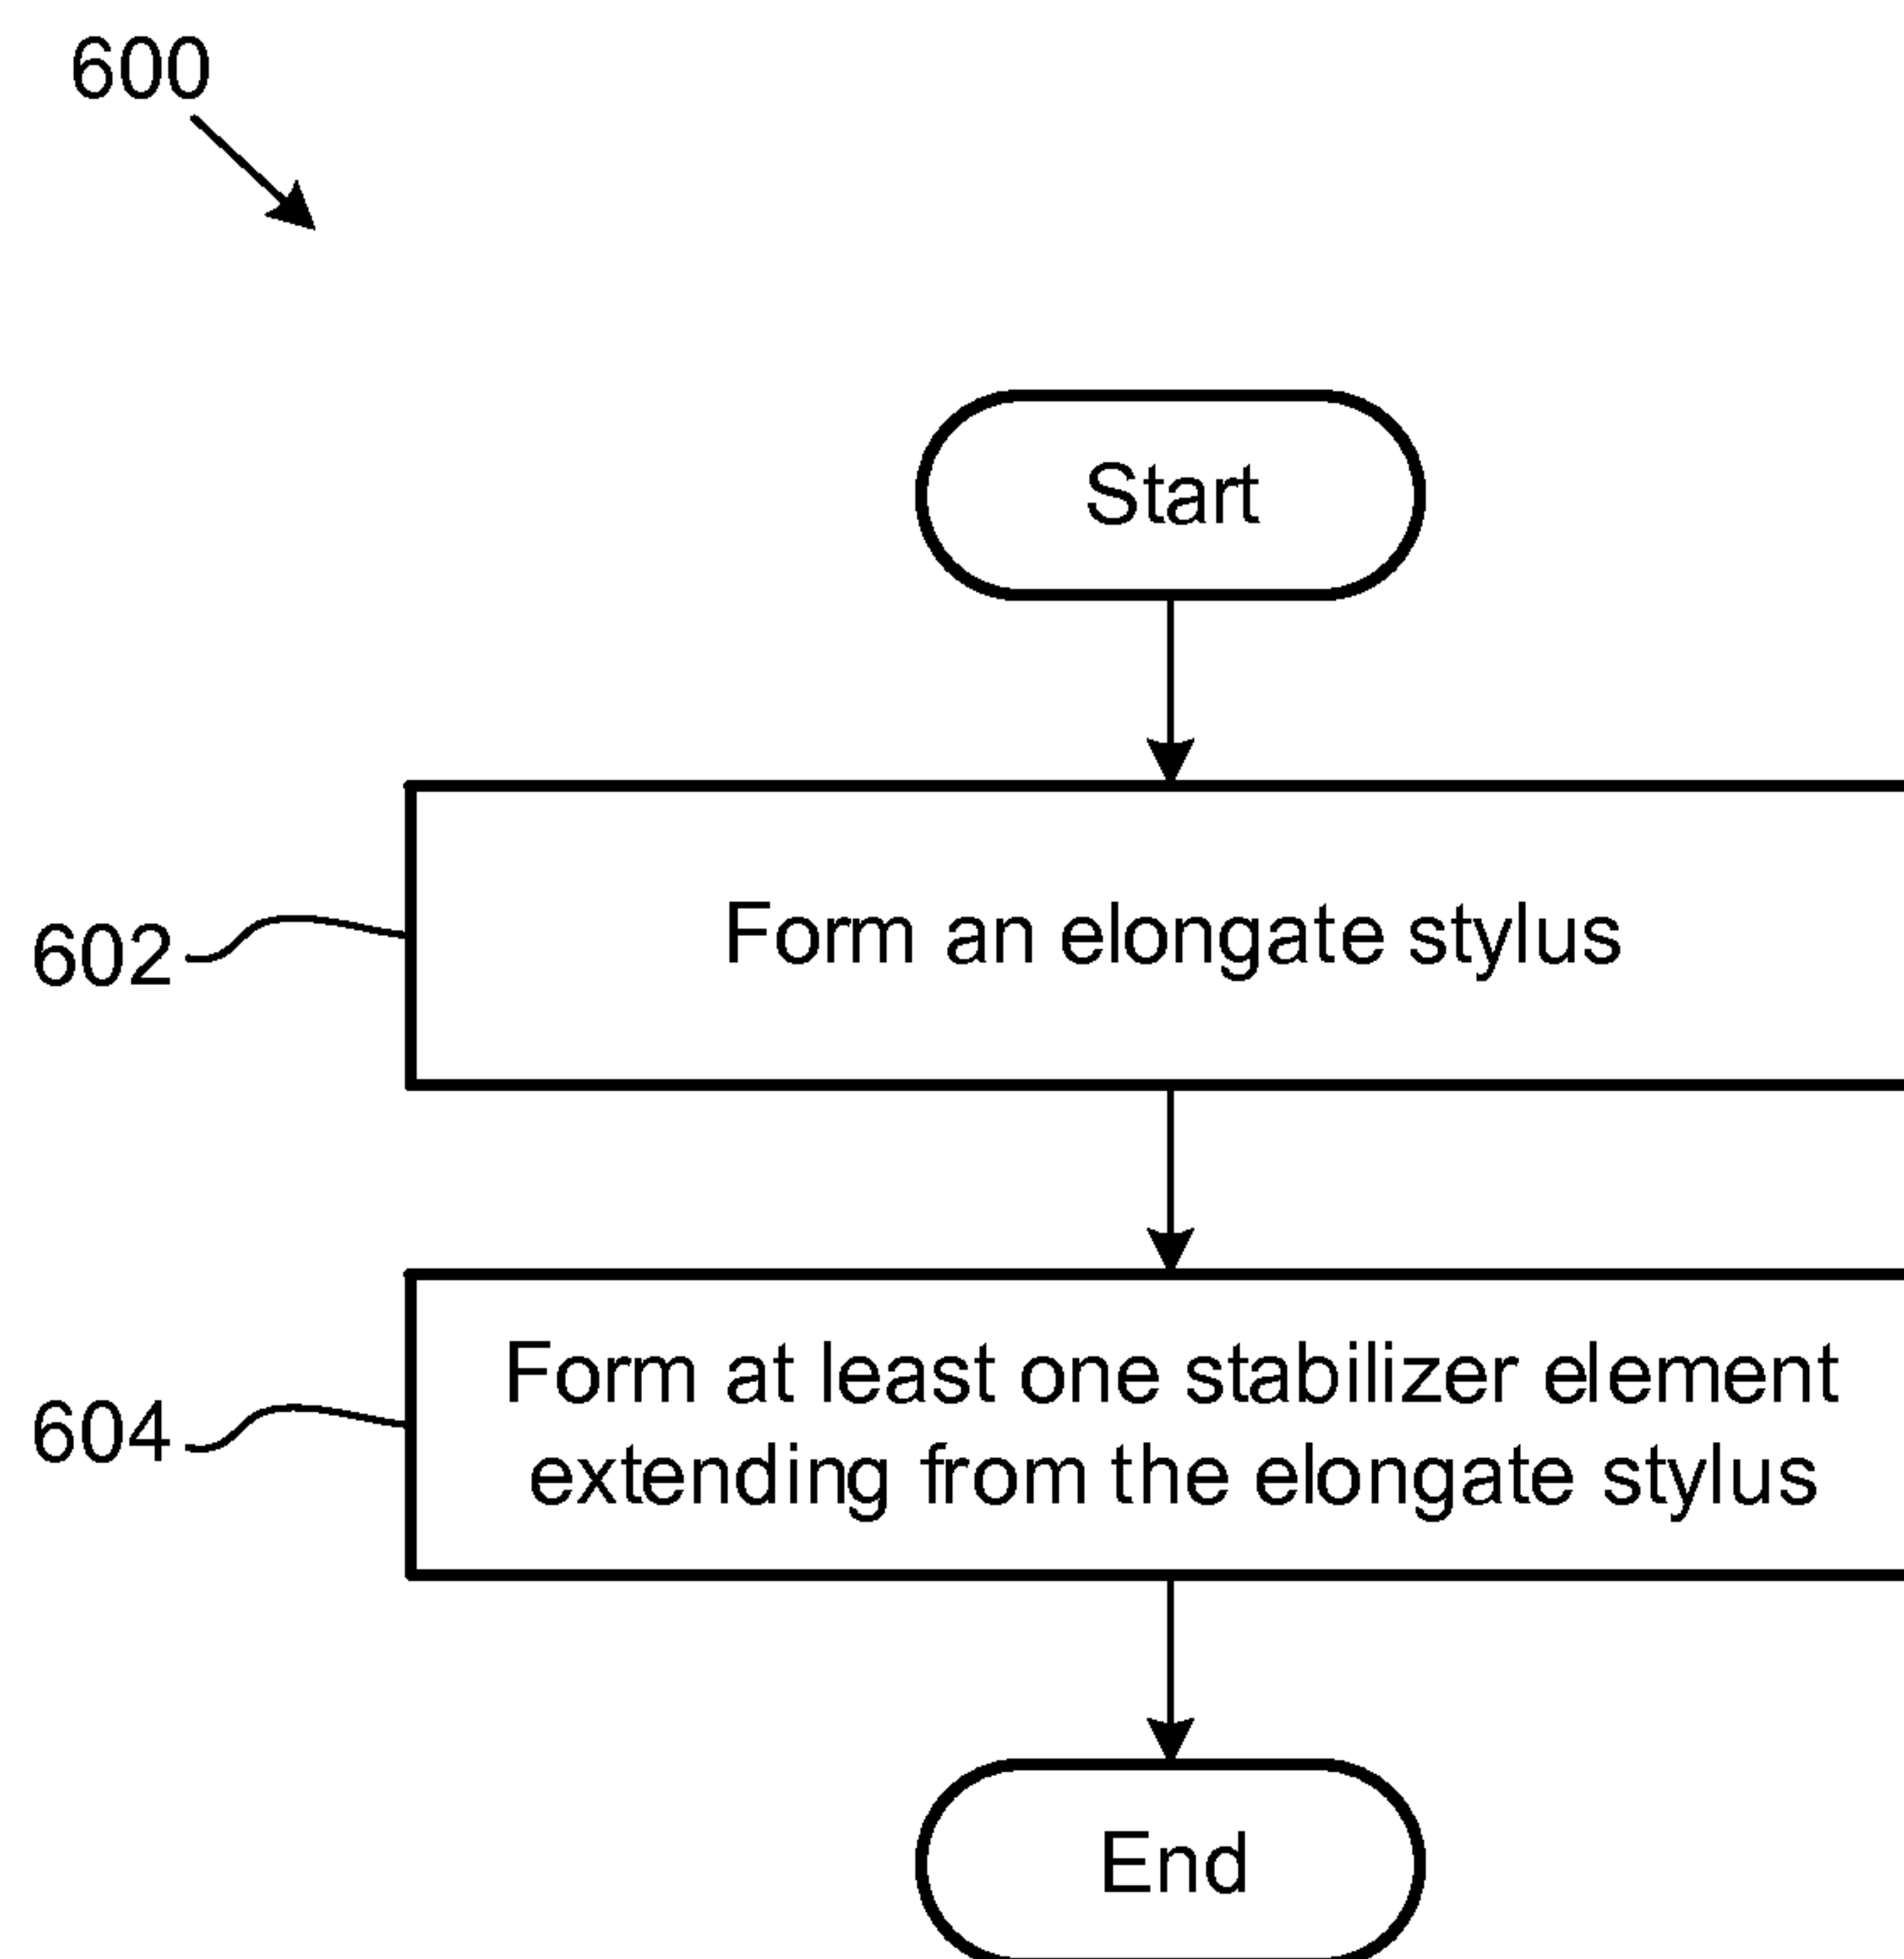 600
Start
602
Form an elongate stylus
604
Form at least one stabilizer element
extending from the elongate stylus
End